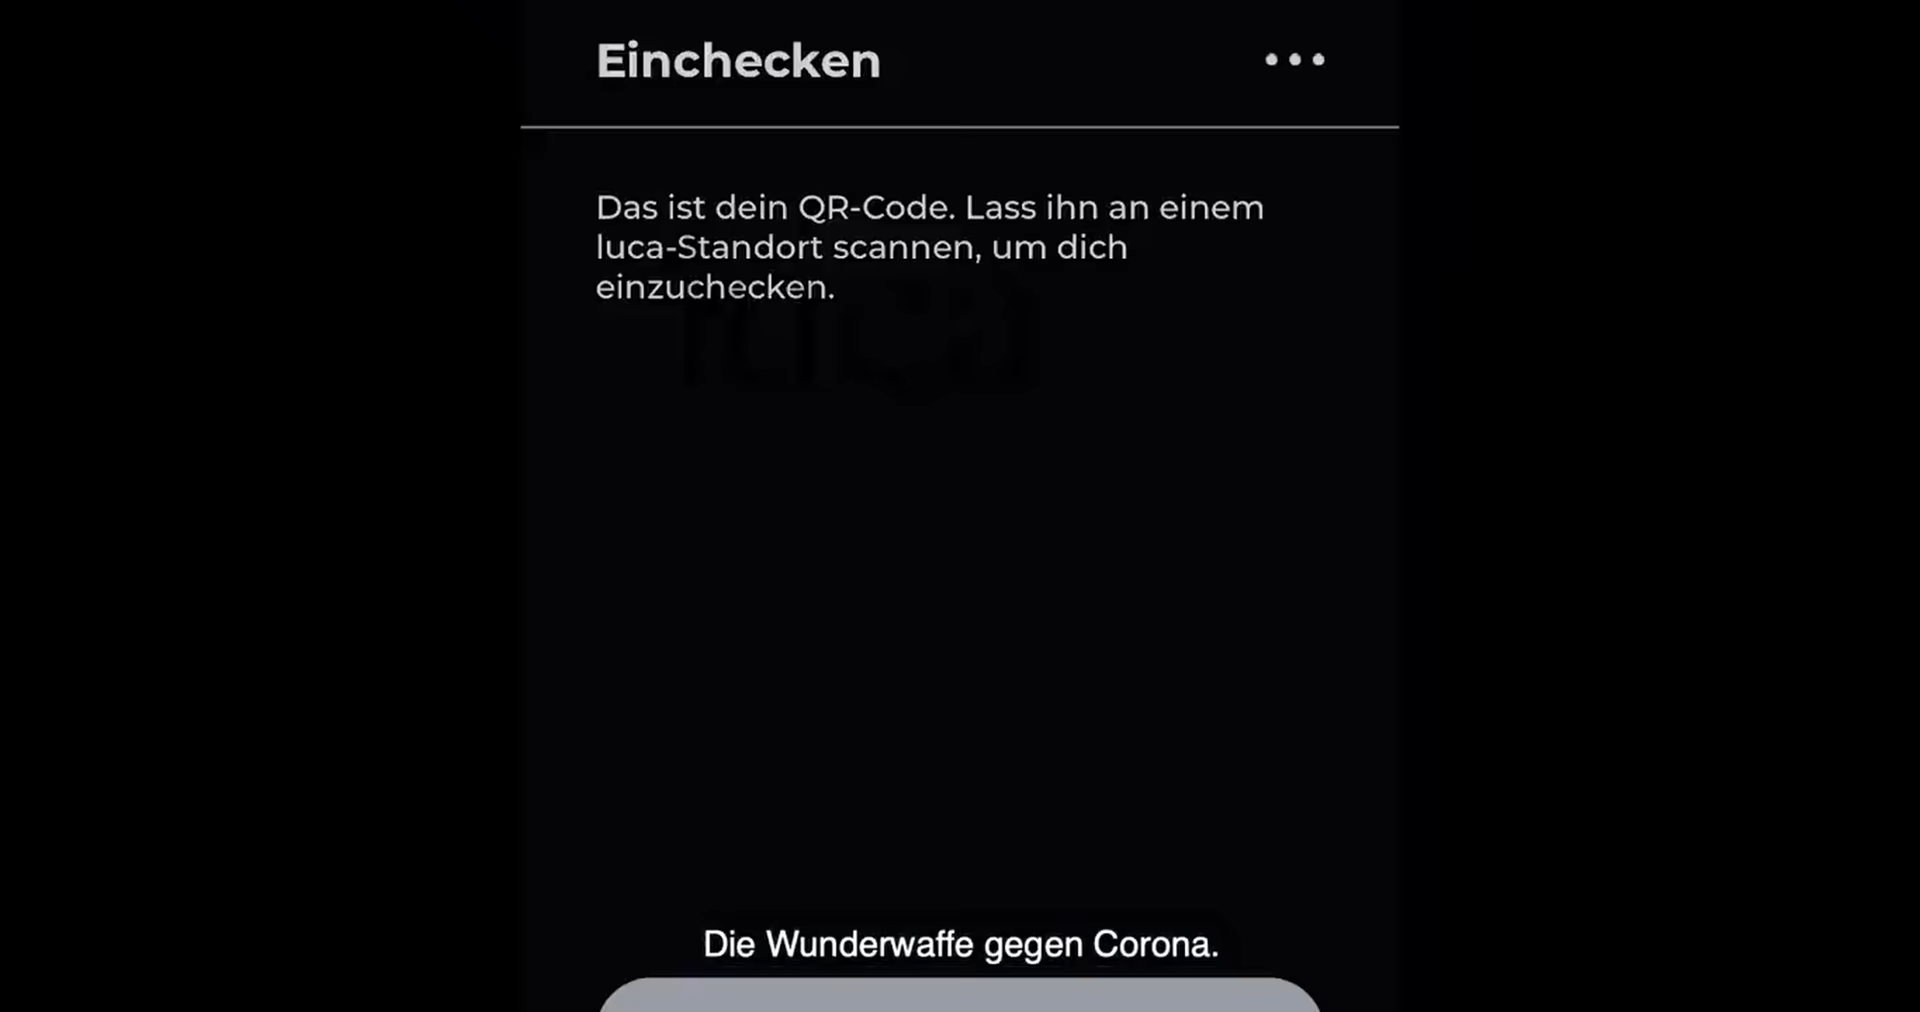 Einchecken
Das ist dein QR-Code. Lass ihn an einem
luca-Standort scannen, um dich
einzuchecken.
Die Wunderwaffe gegen Corona.